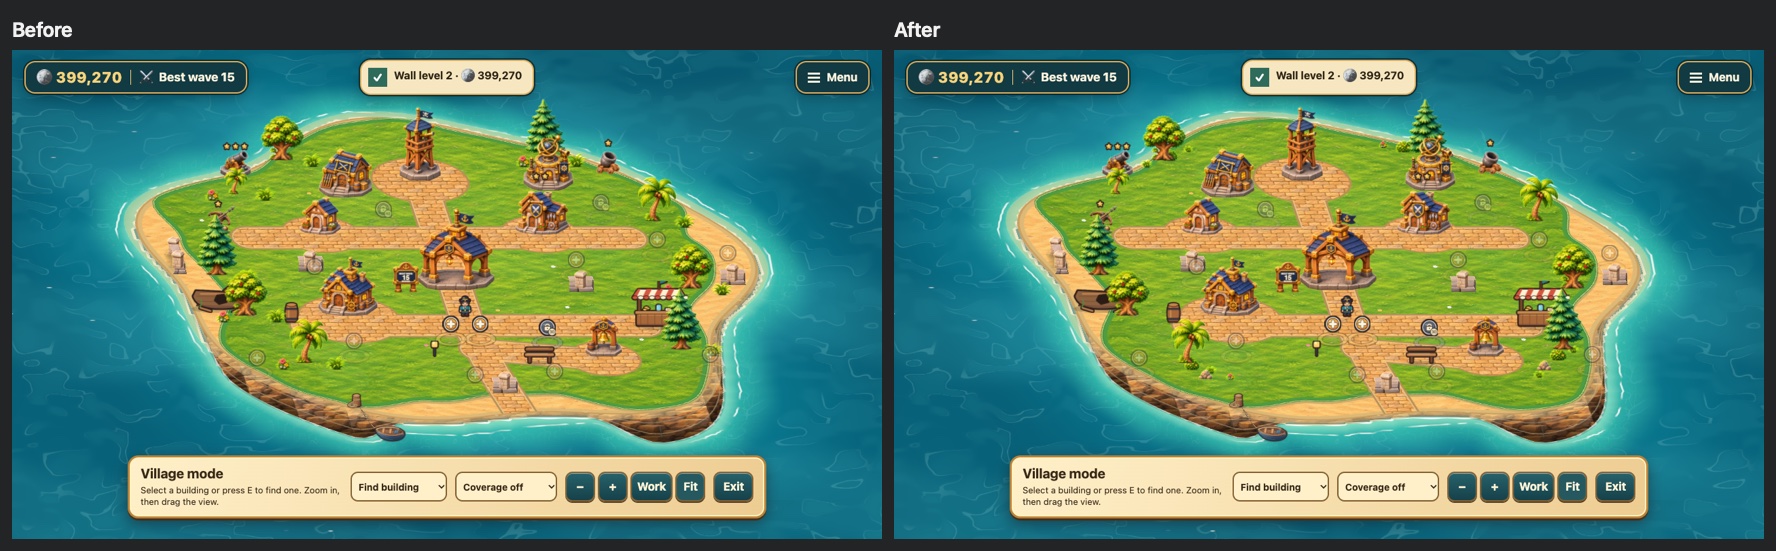 Before
399,270 | Best wave 15
Wall level 2 · 399,270
Menu
Village mode
Select a building or press E to find one. Zoom in,
then drag the view.
Find building
Coverage off
−
+
Work
Fit
Exit
After
399,270 | Best wave 15
Wall level 2 · 399,270
Menu
Village mode
Select a building or press E to find one. Zoom in,
then drag the view.
Find building
Coverage off
−
+
Work
Fit
Exit